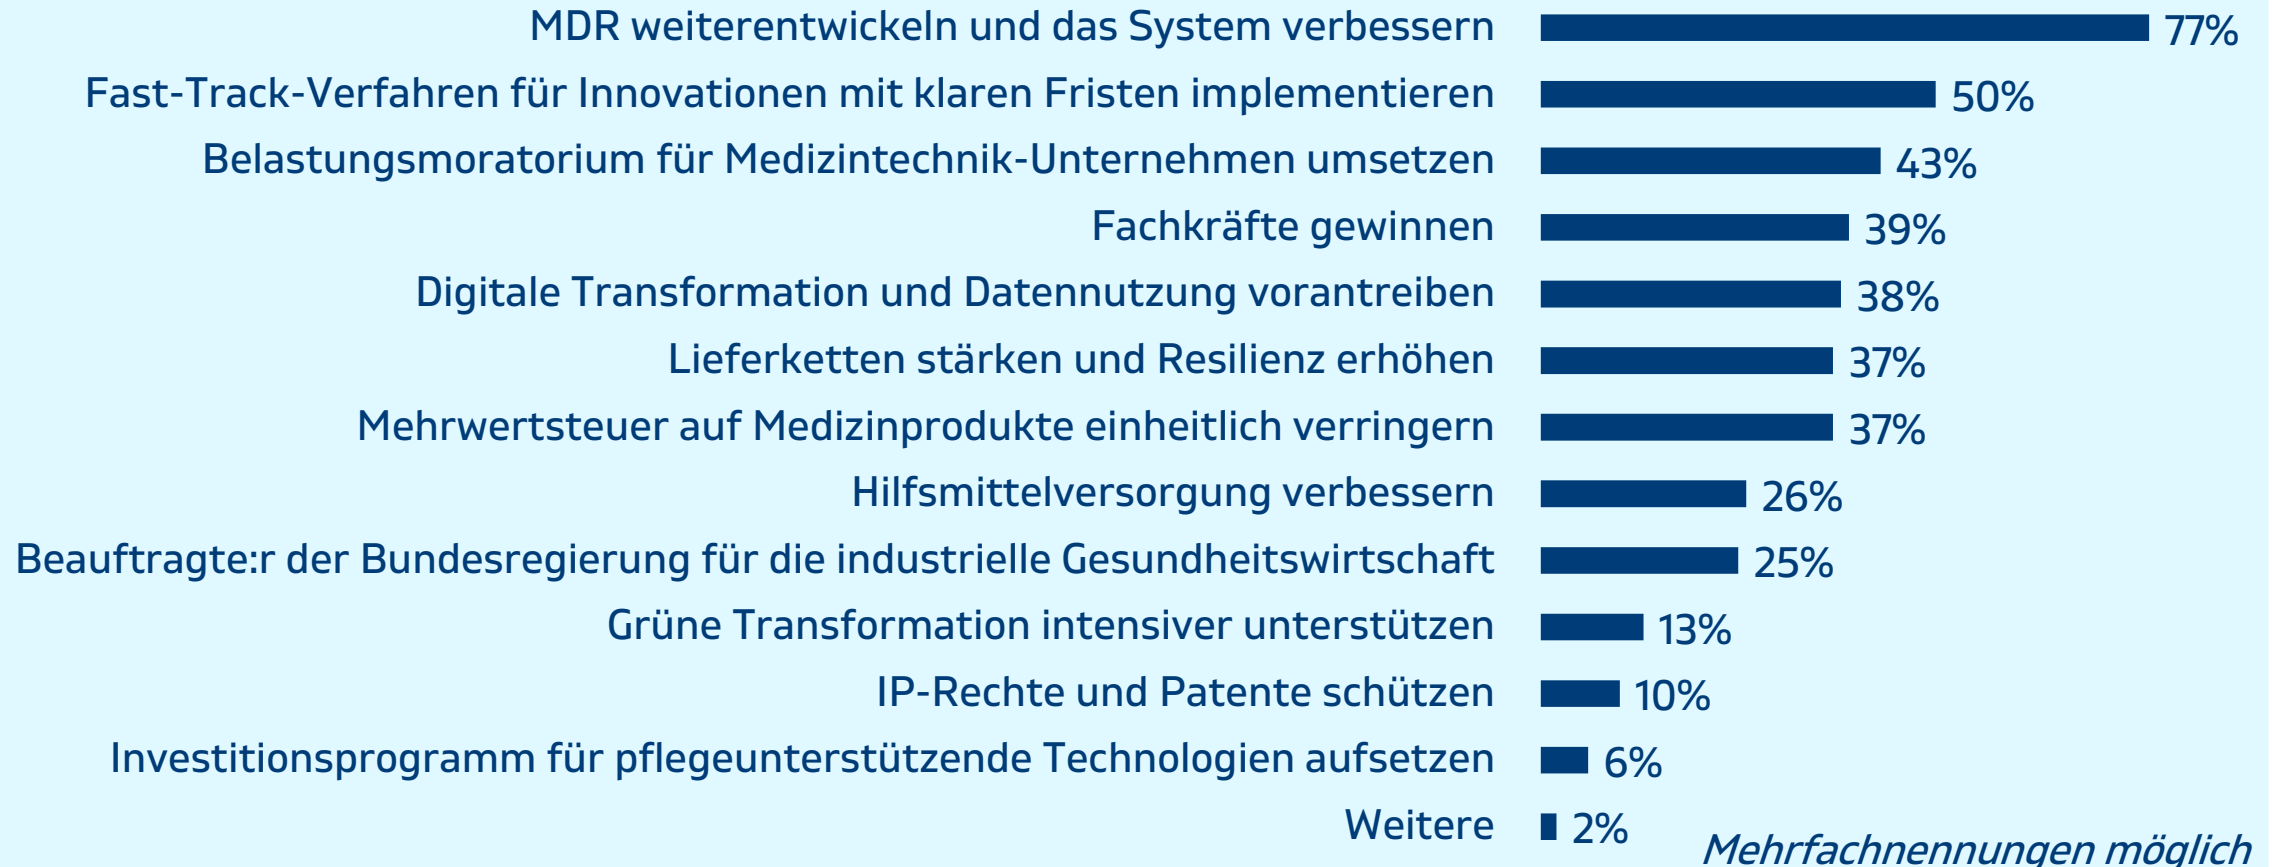 MDR weiterentwickeln und das System verbessern 77%
Fast-Track-Verfahren für Innovationen mit klaren Fristen implementieren 50%
Belastungsmoratorium für Medizintechnik-Unternehmen umsetzen 43%
Fachkräfte gewinnen 39%
Digitale Transformation und Datennutzung vorantreiben 38%
Lieferketten stärken und Resilienz erhöhen 37%
Mehrwertsteuer auf Medizinprodukte einheitlich verringern 37%
Hilfsmittelversorgung verbessern 26%
Beauftragte:r der Bundesregierung für die industrielle Gesundheitswirtschaft 25%
Grüne Transformation intensiver unterstützen 13%
IP-Rechte und Patente schützen 10%
Investitionsprogramm für pflegeunterstützende Technologien aufsetzen 6%
Weitere 2%
Mehrfachnennungen möglich